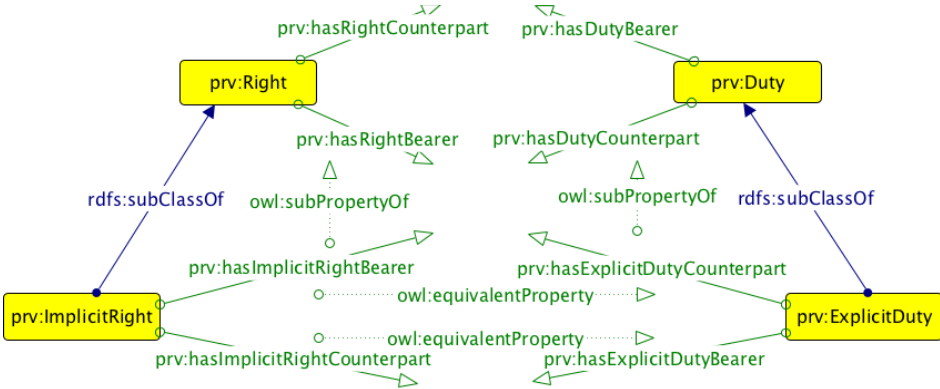 prv:hasRightCounterpart prv:hasDutyBearer
prv:Right prv:Duty
prv:hasRightBearer prv:hasDutyCounterpart
rdfs:subClassOf owl:subPropertyOf owl:subPropertyOf rdfs:subClassOf
prv:hasImplicitRightBearer prv:hasExplicitDutyCounterpart
owl:equivalentProperty
prv:ImplicitRight prv:ExplicitDuty
owl:equivalentProperty
prv:hasImplicitRightCounterpart prv:hasExplicitDutyBearer